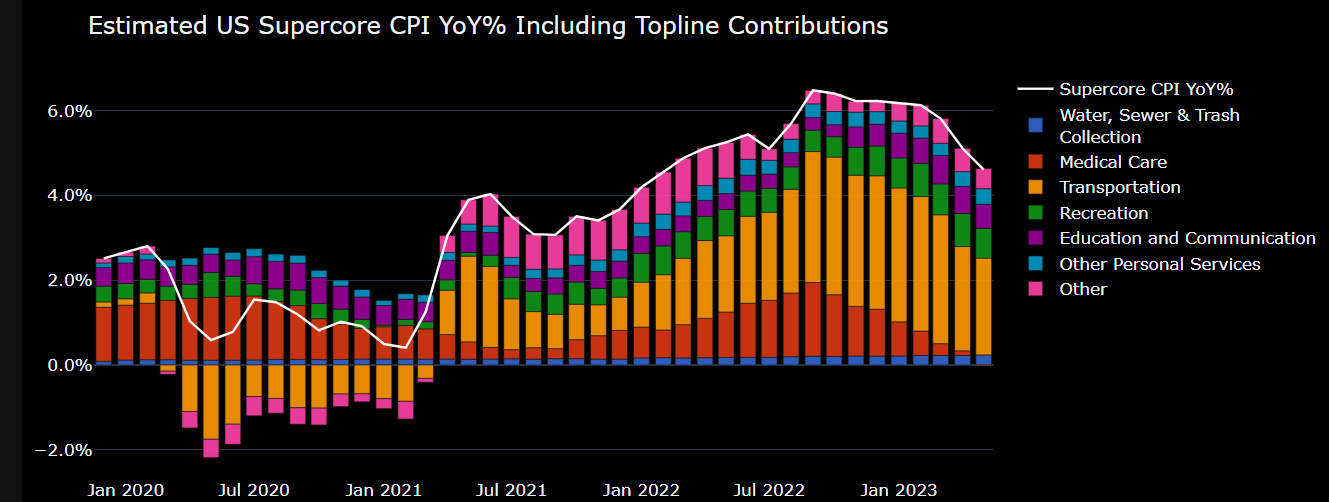 Estimated US Supercore CPI YoY% Including Topline Contributions
6.0%
4.0%
2.0%
0.0%
−2.0%
Jan 2020
Jul 2020
Jan 2021
Jul 2021
Jan 2022
Jul 2022
Jan 2023
Supercore CPI YoY%
Water, Sewer & Trash
Collection
Medical Care
Transportation
Recreation
Education and Communication
Other Personal Services
Other